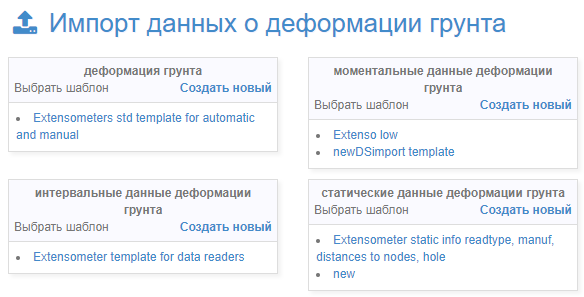 Импорт данных о деформации грунта
деформация грунта
Выбрать шаблон Создать новый
Extensometers std template for automatic
and manual
моментальные данные деформации
грунта
Выбрать шаблон Создать новый
Extenso low
newDSimport template
интервальные данные деформации
грунта
Выбрать шаблон Создать новый
Extensometer template for data readers
статические данные деформации грунта
Выбрать шаблон Создать новый
Extensometer static info readtype, manuf,
distances to nodes, hole
new